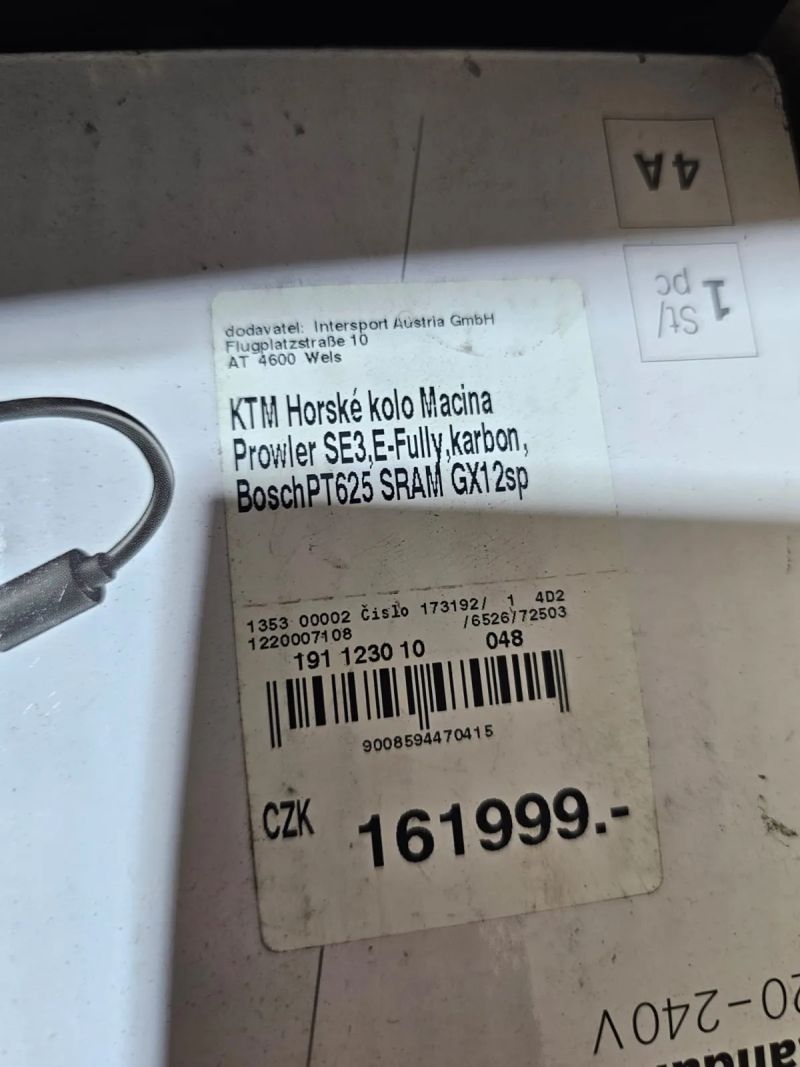 4A
1 St/
pc
dodavatel: Intersport Austria GmbH
Flugplatzstraße 10
AT 4600 Wels
KTM Horské kolo Macina
Prowler SE3,E-Fully,karbon,
BoschPT625 SRAM GX12sp
1353 00002 Číslo 173192/ 1 4D2
1220007108 /6526/72503
191 1230 10 048
9008594470415
CZK 161999.-
20-240V